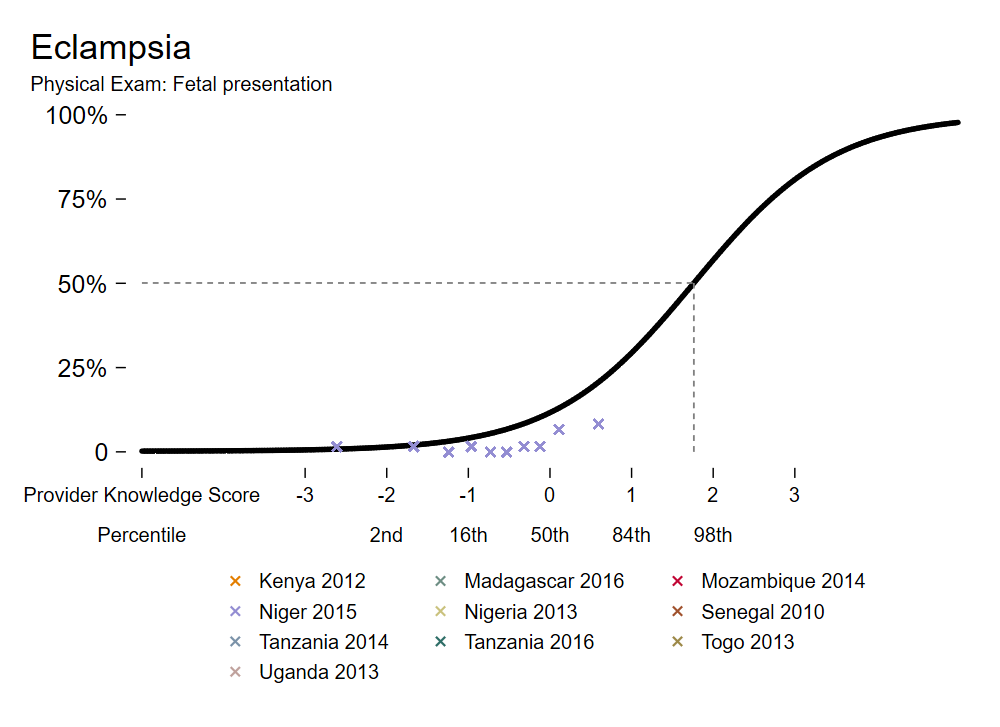 Eclampsia
Physical Exam: Fetal presentation
100%
75%
50%
25%
0
Provider Knowledge Score -3 -2 -1 0 1 2 3
Percentile 2nd 16th 50th 84th 98th
Kenya 2012 Madagascar 2016 Mozambique 2014
Niger 2015 Nigeria 2013 Senegal 2010
Tanzania 2014 Tanzania 2016 Togo 2013
Uganda 2013